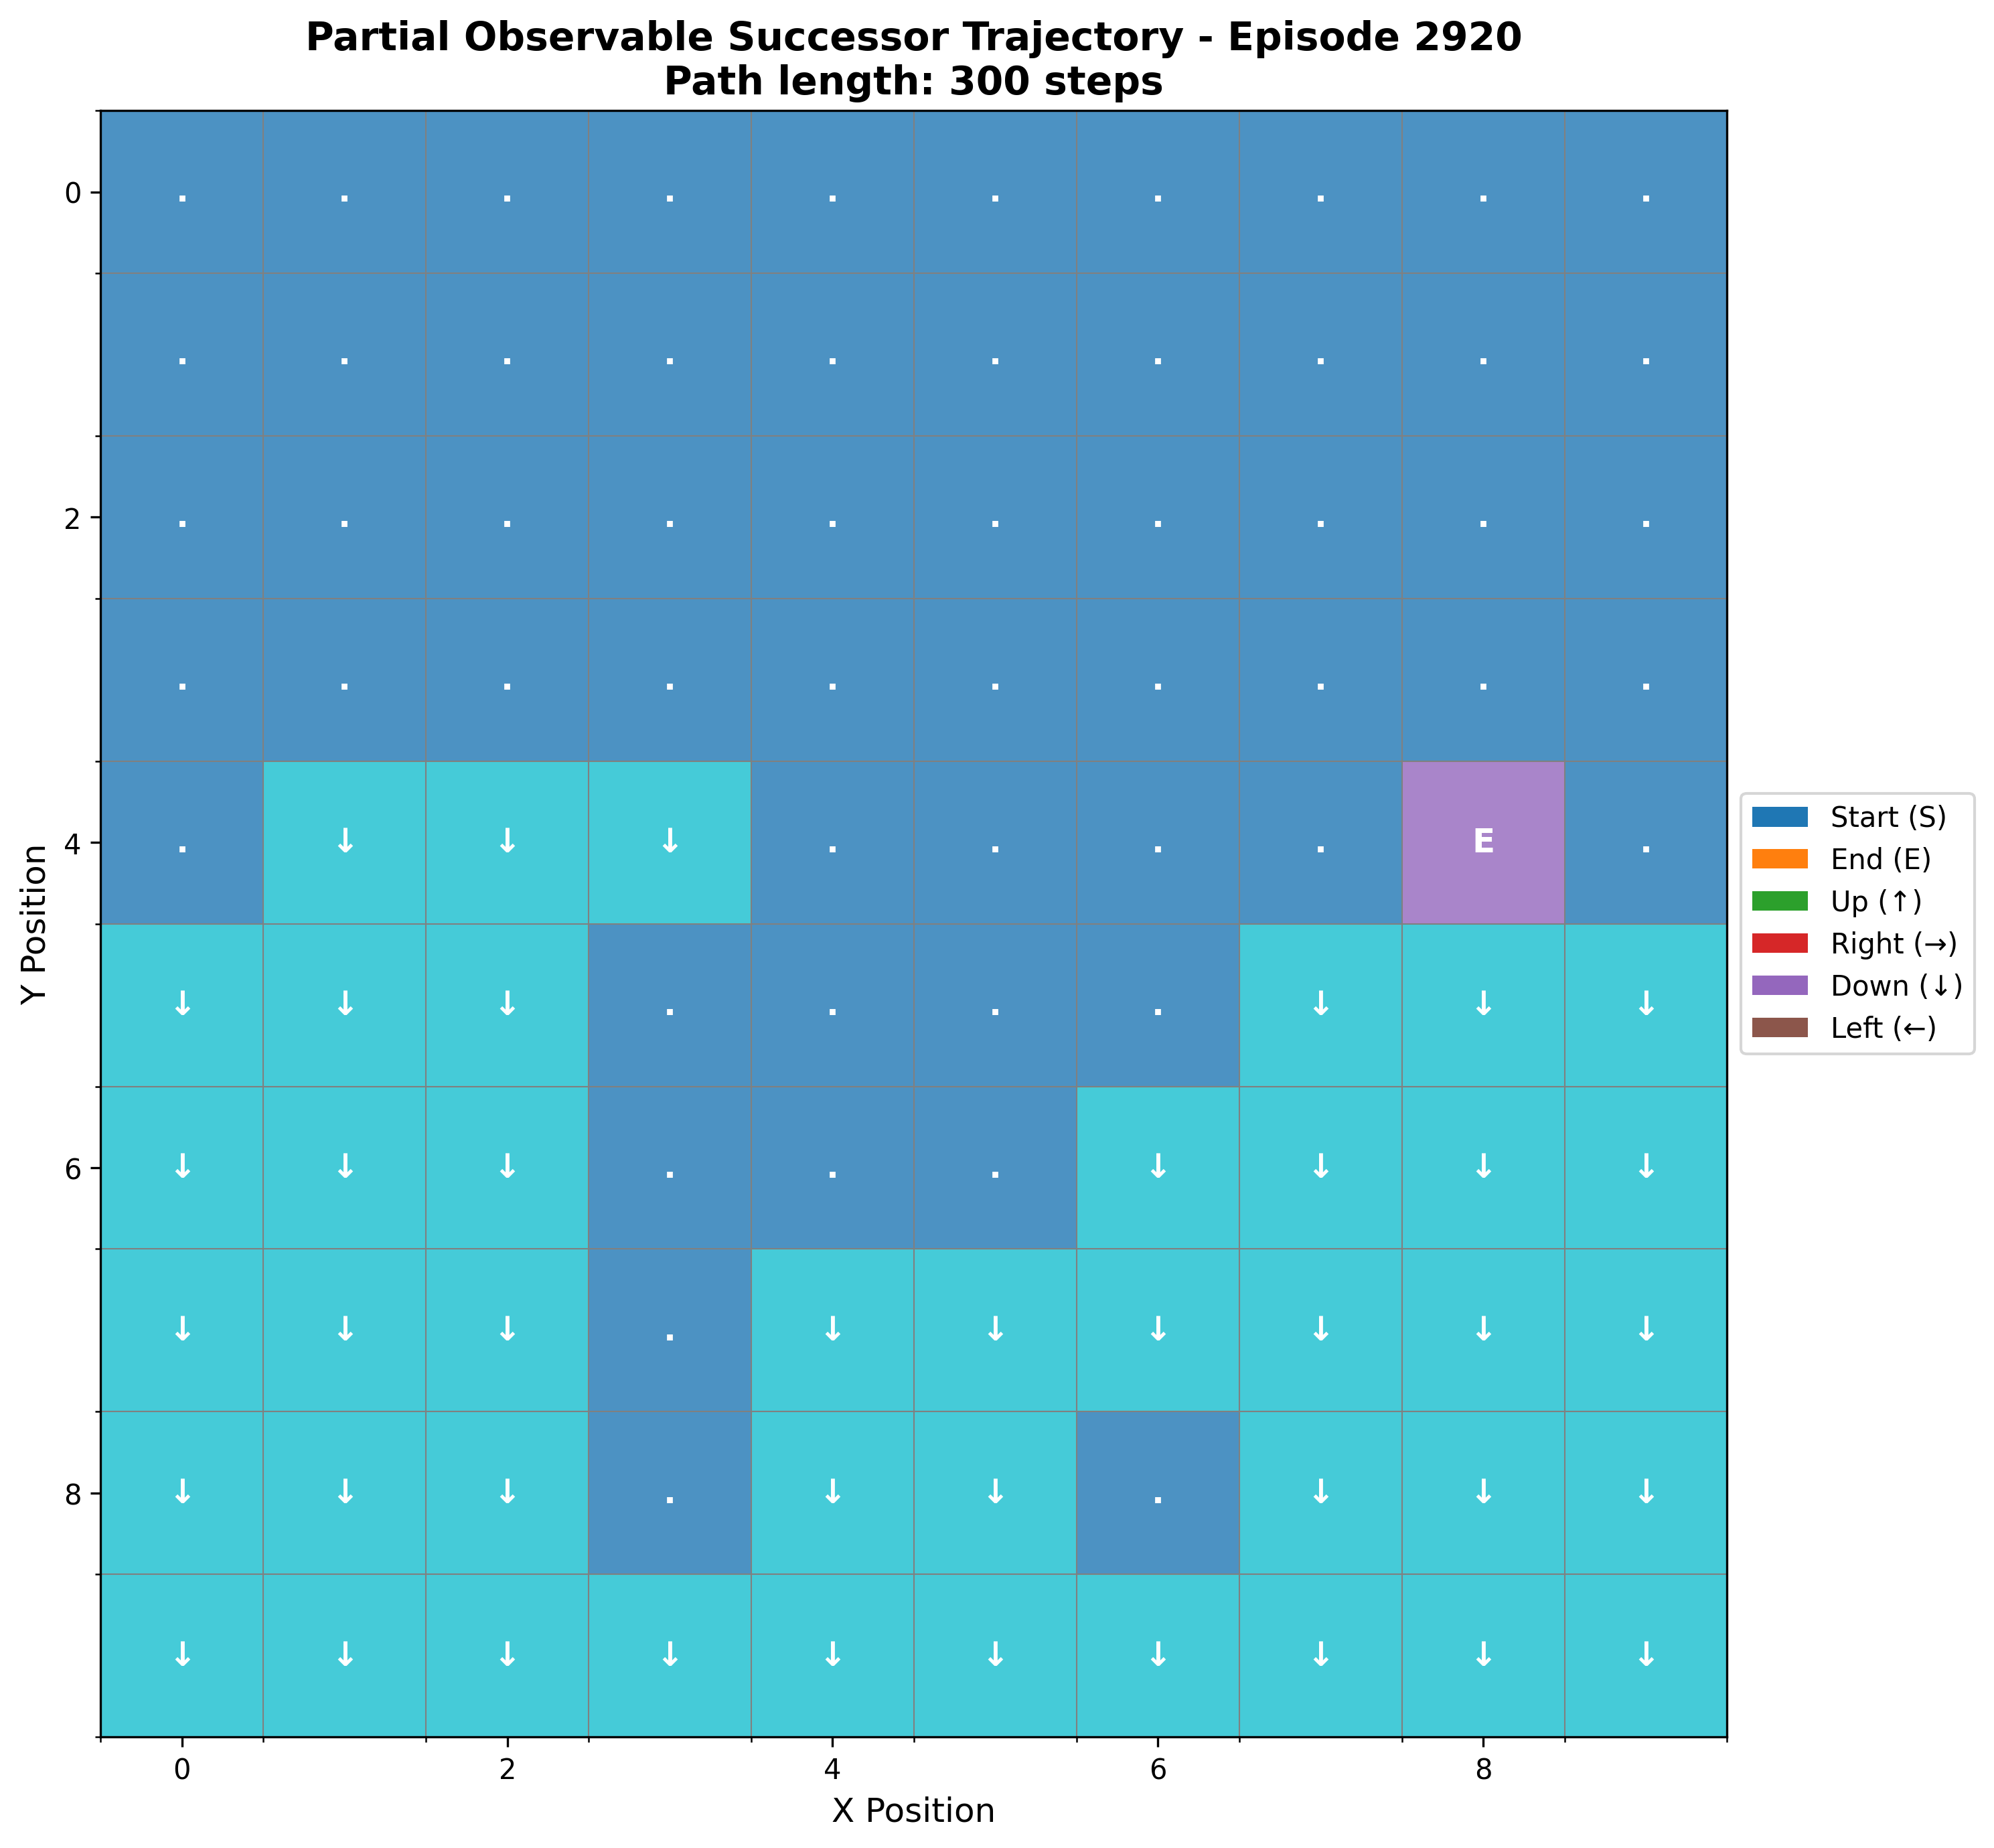 Partial Observable Successor Trajectory - Episode 2920
Path length: 300 steps
0 . . . . . . . . . .
. . . . . . . . . .
2 . . . . . . . . . .
. . . . . . . . . .
4 . ↓ ↓ ↓ . . . . E .
↓ ↓ ↓ . . . . ↓ ↓ ↓
6 ↓ ↓ ↓ . . . ↓ ↓ ↓ ↓
↓ ↓ ↓ . ↓ ↓ ↓ ↓ ↓ ↓
8 ↓ ↓ ↓ . ↓ ↓ . ↓ ↓ ↓
↓ ↓ ↓ ↓ ↓ ↓ ↓ ↓ ↓ ↓
0 2 4 6 8
X Position
Y Position
Start (S)
End (E)
Up (↑)
Right (→)
Down (↓)
Left (←)